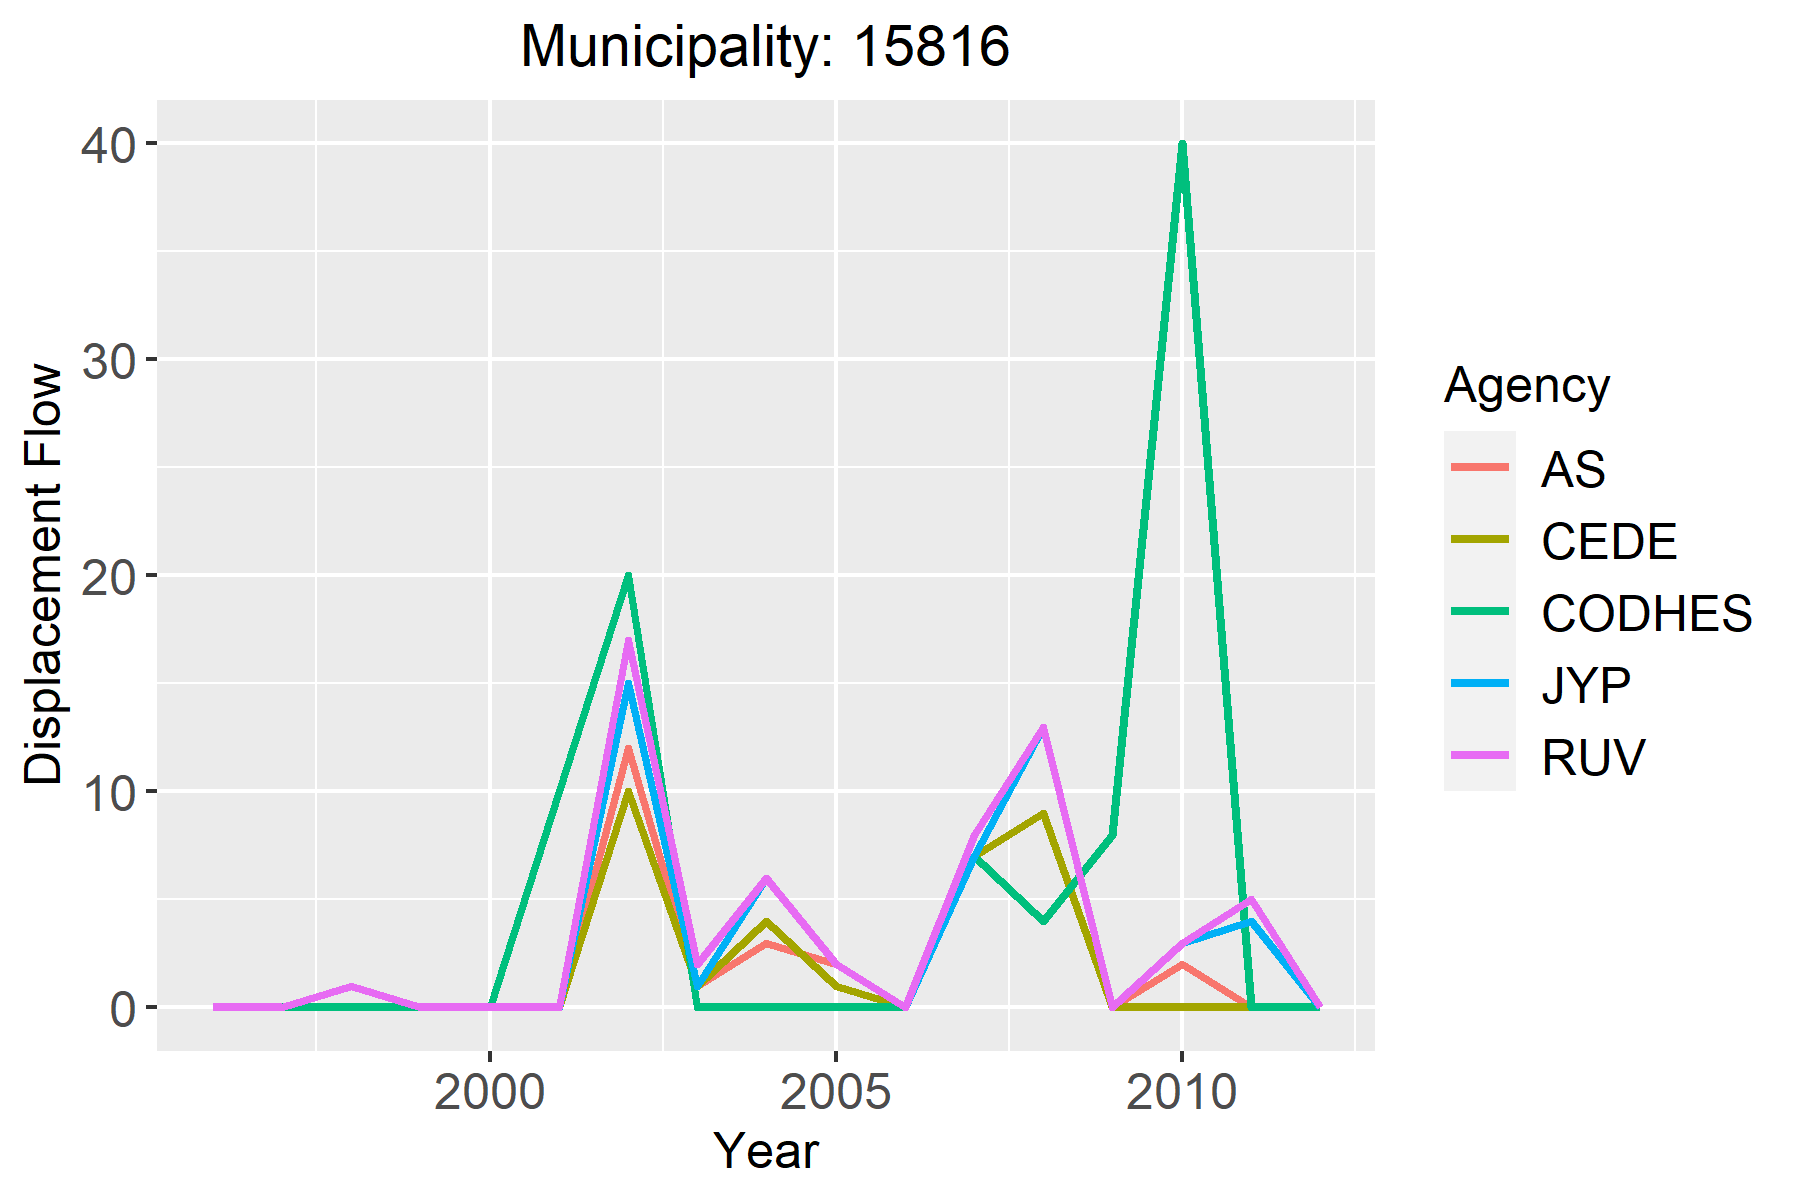 Municipality: 15816
40
30
20
10
0
Displacement Flow
2000
2005
2010
Year
Agency
AS
CEDE
CODHES
JYP
RUV